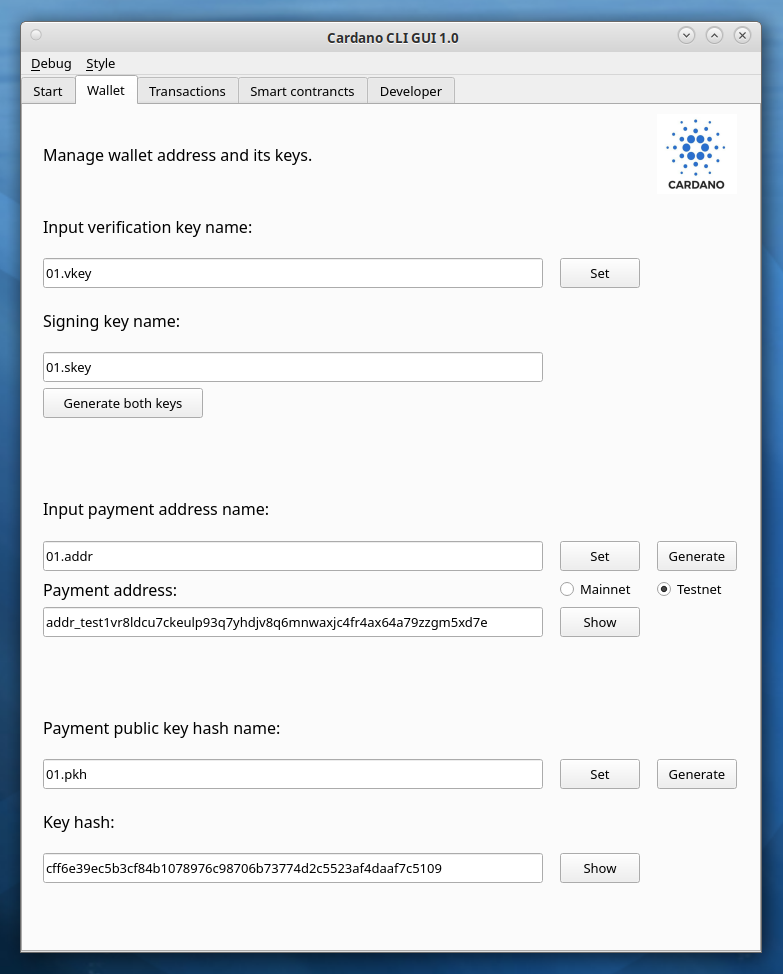 Cardano CLI GUI 1.0
Debug Style
Start Wallet Transactions Smart contrancts Developer
Manage wallet address and its keys.
CARDANO
Input verification key name:
01.vkey Set
Signing key name:
01.skey
Generate both keys
Input payment address name:
01.addr Set Generate
Payment address: Mainnet Testnet
addr_test1vr8ldcu7ckeulp93q7yhdjv8q6mnwaxjc4fr4ax64a79zzgm5xd7e Show
Payment public key hash name:
01.pkh Set Generate
Key hash:
cff6e39ec5b3cf84b1078976c98706b73774d2c5523af4daaf7c5109 Show